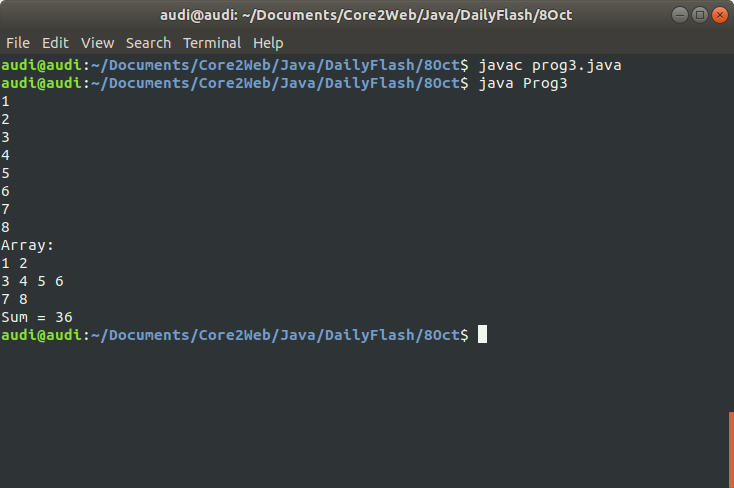 audi@audi: ~/Documents/Core2Web/Java/DailyFlash/8Oct
File Edit View Search Terminal Help
audi@audi:~/Documents/Core2Web/Java/DailyFlash/8Oct$ javac prog3.java
audi@audi:~/Documents/Core2Web/Java/DailyFlash/8Oct$ java Prog3
1
2
3
4
5
6
7
8
Array:
1 2
3 4 5 6
7 8
Sum = 36
audi@audi:~/Documents/Core2Web/Java/DailyFlash/8Oct$